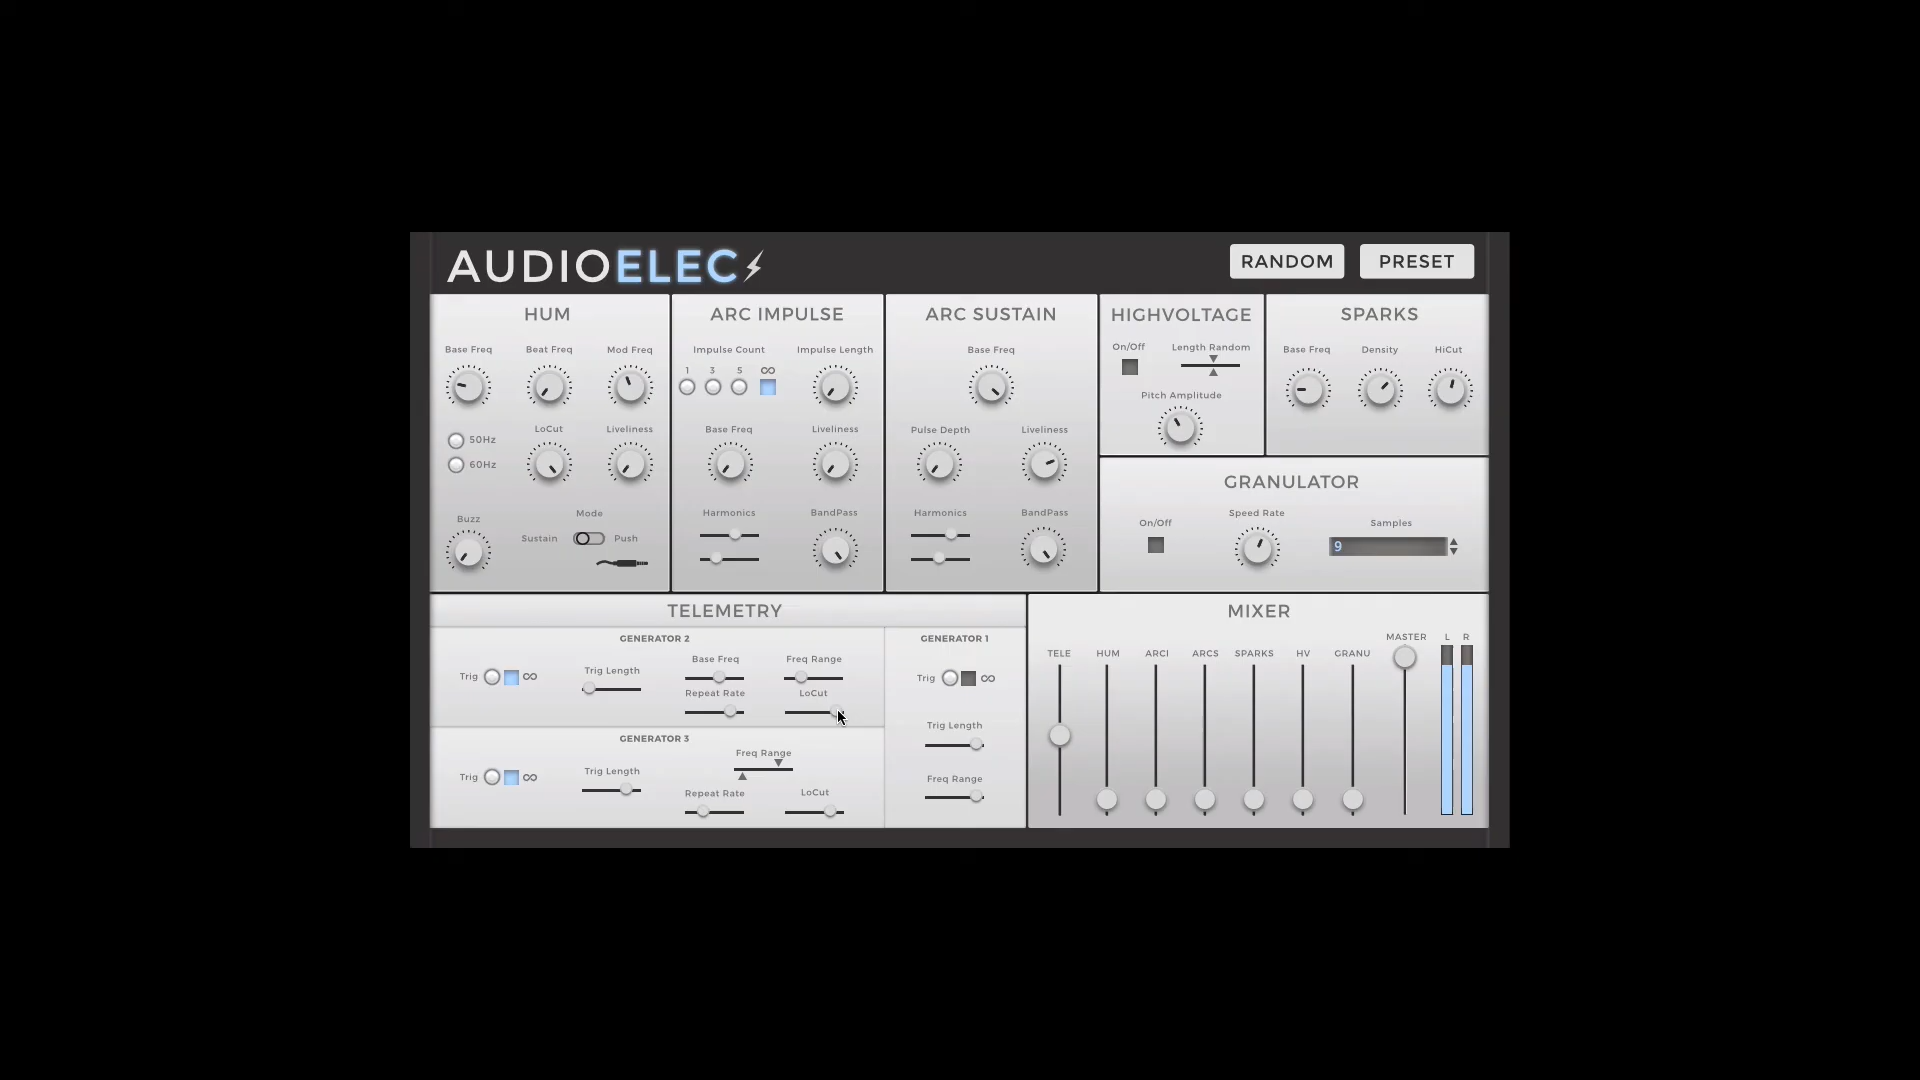 AUDIOELEC
RANDOM PRESET
HUM
Base Freq Beat Freq Mod Freq
50Hz
60Hz
LoCut Liveliness
Buzz
Mode
Sustain Push
ARC IMPULSE
Impulse Count Impulse Length
1 3 5 ∞
Base Freq Liveliness
Harmonics BandPass
ARC SUSTAIN
Base Freq
Pulse Depth Liveliness
Harmonics BandPass
HIGHVOLTAGE
On/Off Length Random
Pitch Amplitude
SPARKS
Base Freq Density HiCut
GRANULATOR
On/Off Speed Rate Samples
9
TELEMETRY
GENERATOR 2
Trig ∞ Trig Length
Base Freq Freq Range
Repeat Rate LoCut
GENERATOR 3
Trig ∞ Trig Length
Freq Range
Repeat Rate LoCut
GENERATOR 1
Trig ∞
Trig Length
Freq Range
MIXER
TELE HUM ARCI ARCS SPARKS HV GRANU MASTER L R